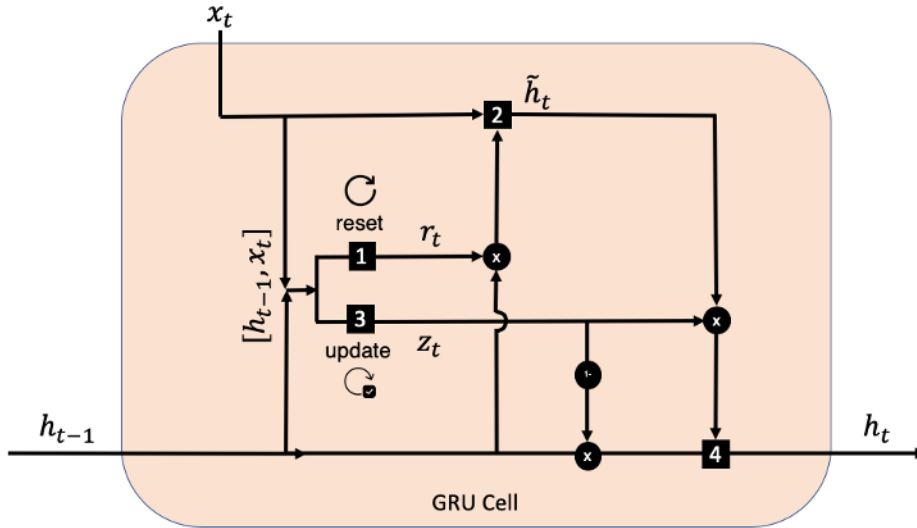 x_t
2
h̃_t
reset
[h_{t-1}, x_t]
1
r_t
x
3
z_t
x
update
1-
h_{t-1}
h_t
x
4
GRU Cell